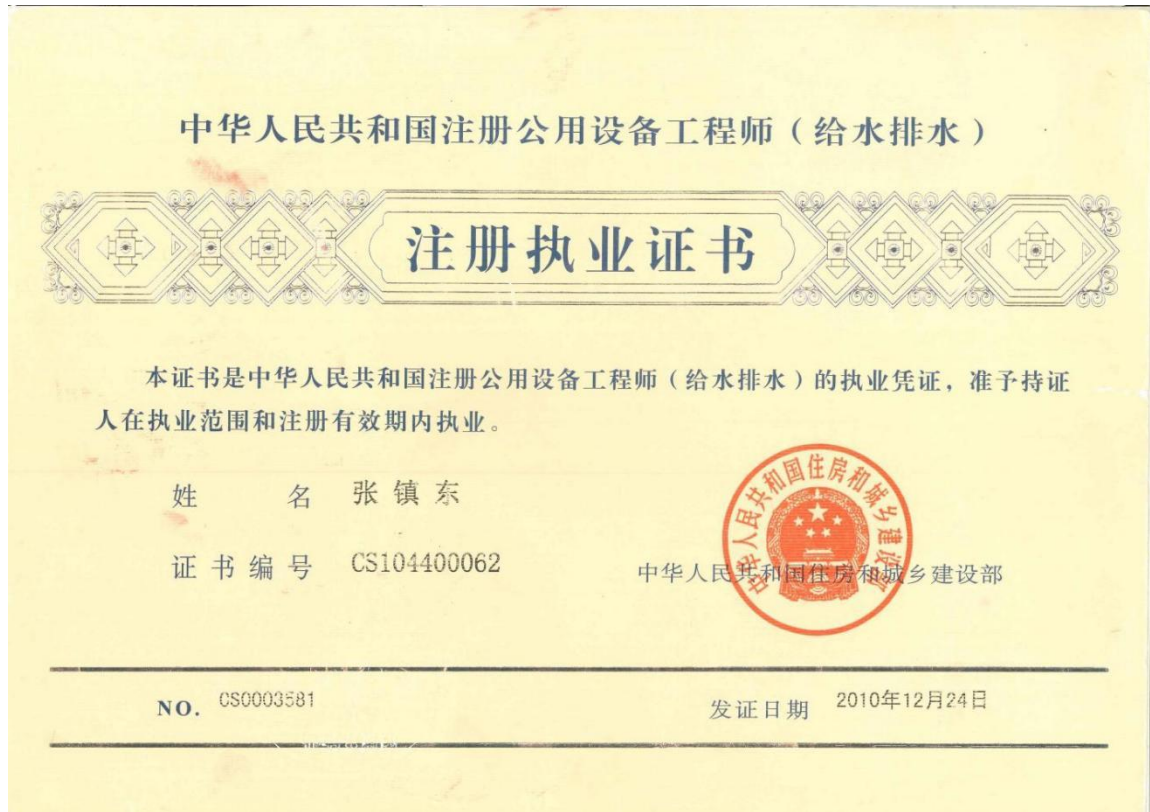 中华人民共和国注册公用设备工程师（给水排水）
注册执业证书
本证书是中华人民共和国注册公用设备工程师（给水排水）的执业凭证，准予持证
人在执业范围和注册有效期内执业。
姓 名 张镇东
证书编号 CS104400062
中华人民共和国住房和城乡建设部
中华人民共和国住房和城乡建设部
NO. CS0003581
发证日期 2010年12月24日